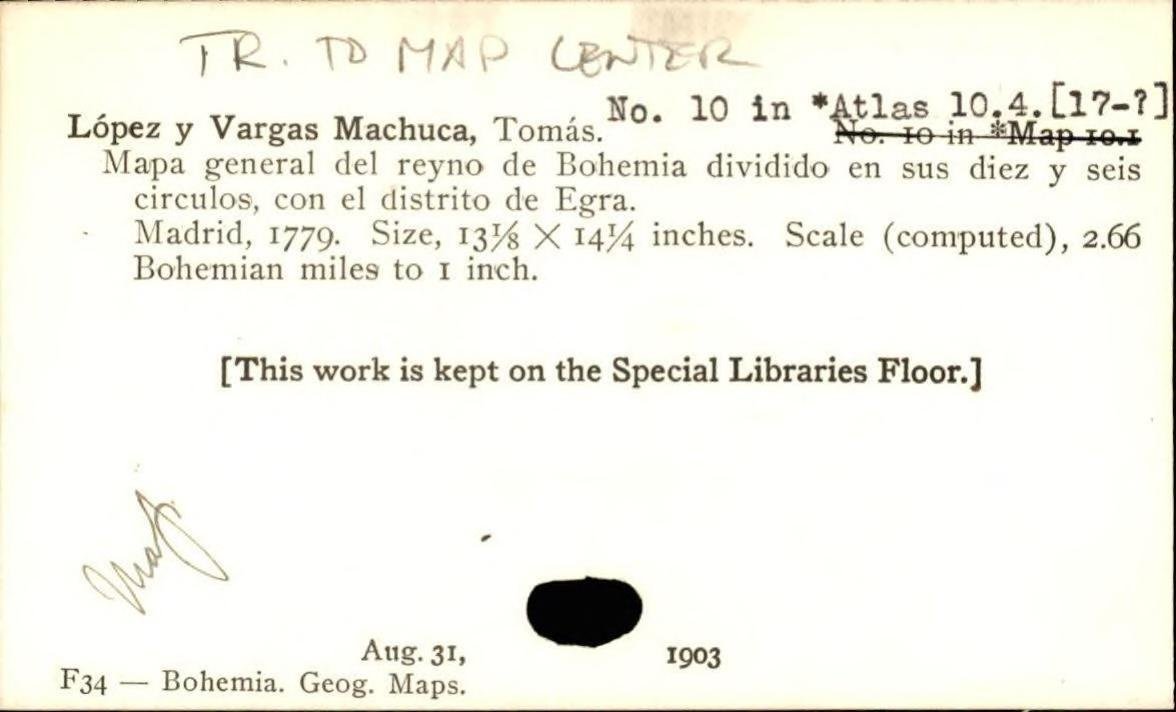 TR. TO MAP CENTER
No. 10 in *Atlas 10.4.[17-?]
López y Vargas Machuca, Tomás. No. 10 in *Map 10.1
Mapa general del reyno de Bohemia dividido en sus diez y seis
circulos, con el distrito de Egra.
Madrid, 1779. Size, 13⅛ X 14¼ inches. Scale (computed), 2.66
Bohemian miles to 1 inch.
[This work is kept on the Special Libraries Floor.]
Map
Aug. 31, 1903
F34 — Bohemia. Geog. Maps.